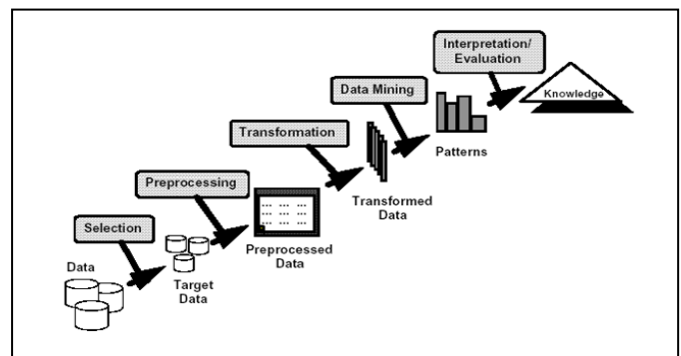 Interpretation/
Evaluation
Data Mining
Knowledge
Transformation
Patterns
Preprocessing
Transformed
Data
Selection
Preprocessed
Data
Data
Target
Data